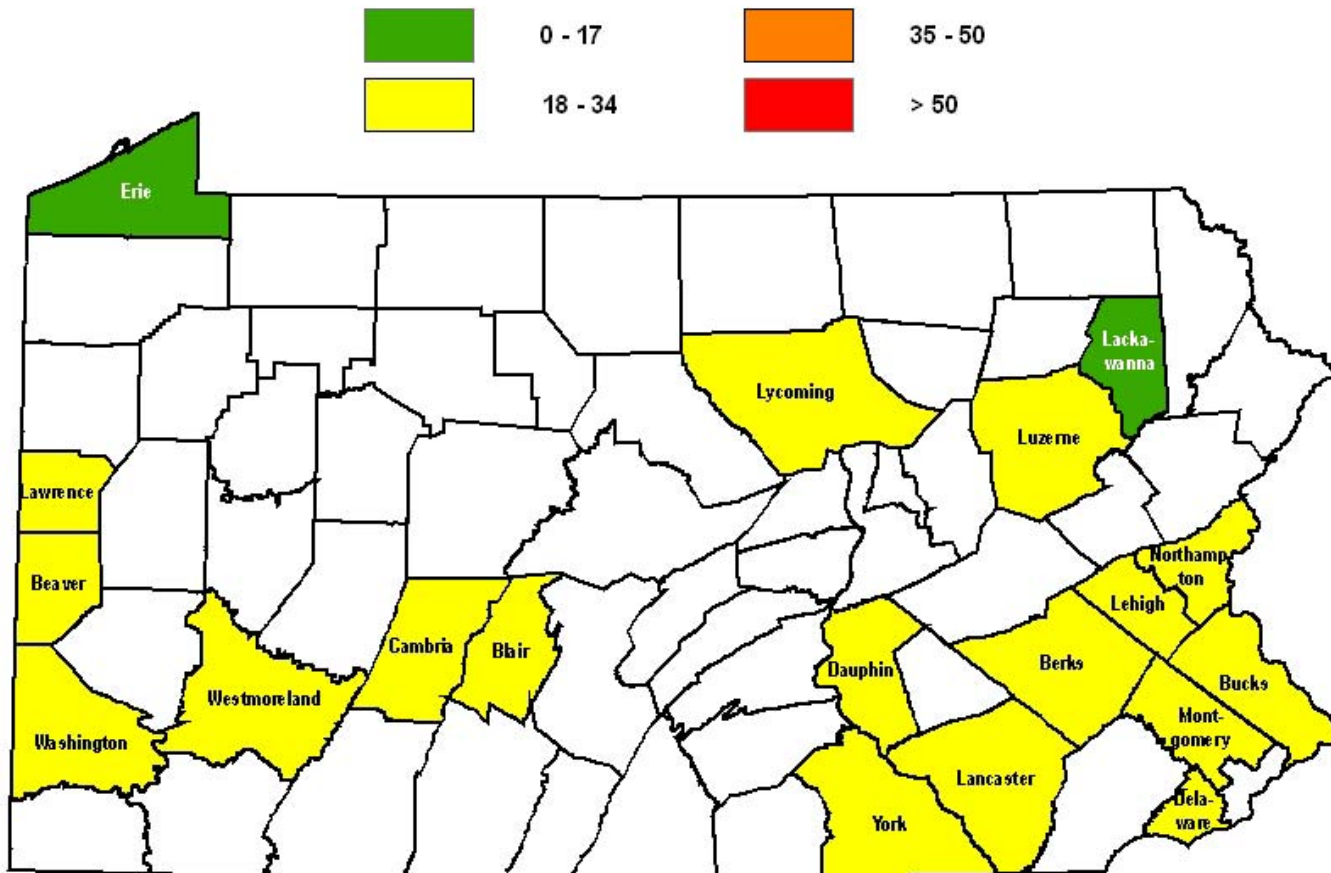 0 - 17
35 - 50
18 - 34
> 50
Erie
Lacka-
wanna
Lycoming
Luzerne
Lawrence
Beaver
Northamp
ton
Lehigh
Cambria
Blair
Dauphin
Berks
Bucks
Westmoreland
Washington
Mont-
gomery
Lancaster
York
Dela-
ware